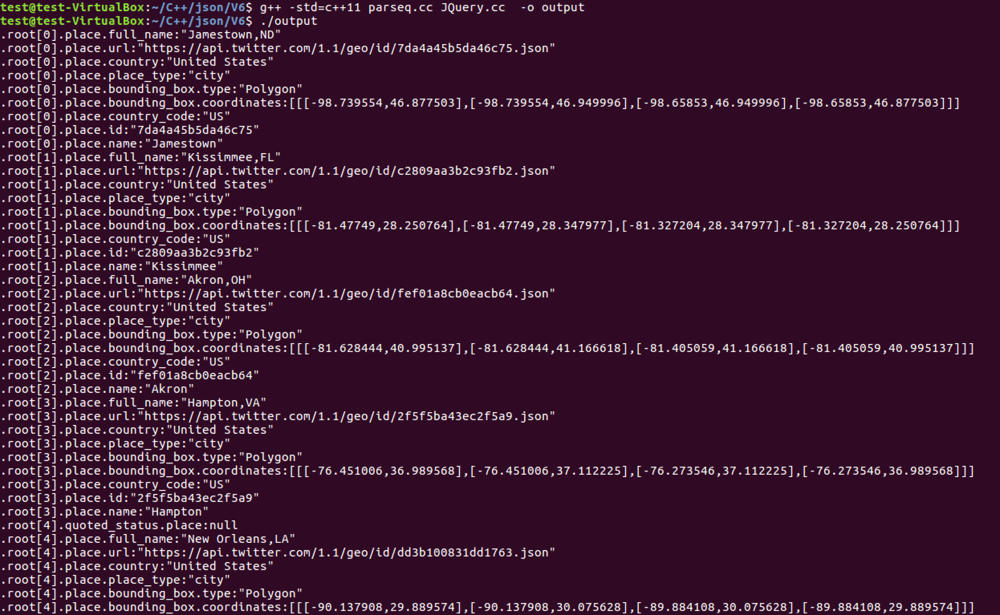 test@test-VirtualBox:~/C++/json/V6$ g++ -std=c++11 parseq.cc JQuery.cc  -o output
test@test-VirtualBox:~/C++/json/V6$ ./output
.root[0].place.full_name:"Jamestown,ND"
.root[0].place.url:"https://api.twitter.com/1.1/geo/id/7da4a45b5da46c75.json"
.root[0].place.country:"United States"
.root[0].place.place_type:"city"
.root[0].place.bounding_box.type:"Polygon"
.root[0].place.bounding_box.coordinates:[[[-98.739554,46.877503],[-98.739554,46.949996],[-98.65853,46.949996],[-98.65853,46.877503]]]
.root[0].place.country_code:"US"
.root[0].place.id:"7da4a45b5da46c75"
.root[0].place.name:"Jamestown"
.root[1].place.full_name:"Kissimmee,FL"
.root[1].place.url:"https://api.twitter.com/1.1/geo/id/c2809aa3b2c93fb2.json"
.root[1].place.country:"United States"
.root[1].place.place_type:"city"
.root[1].place.bounding_box.type:"Polygon"
.root[1].place.bounding_box.coordinates:[[[-81.47749,28.250764],[-81.47749,28.347977],[-81.327204,28.347977],[-81.327204,28.250764]]]
.root[1].place.country_code:"US"
.root[1].place.id:"c2809aa3b2c93fb2"
.root[1].place.name:"Kissimmee"
.root[2].place.full_name:"Akron,OH"
.root[2].place.url:"https://api.twitter.com/1.1/geo/id/fef01a8cb0eacb64.json"
.root[2].place.country:"United States"
.root[2].place.place_type:"city"
.root[2].place.bounding_box.type:"Polygon"
.root[2].place.bounding_box.coordinates:[[[-81.628444,40.995137],[-81.628444,41.166618],[-81.405059,41.166618],[-81.405059,40.995137]]]
.root[2].place.country_code:"US"
.root[2].place.id:"fef01a8cb0eacb64"
.root[2].place.name:"Akron"
.root[3].place.full_name:"Hampton,VA"
.root[3].place.url:"https://api.twitter.com/1.1/geo/id/2f5f5ba43ec2f5a9.json"
.root[3].place.country:"United States"
.root[3].place.place_type:"city"
.root[3].place.bounding_box.type:"Polygon"
.root[3].place.bounding_box.coordinates:[[[-76.451006,36.989568],[-76.451006,37.112225],[-76.273546,37.112225],[-76.273546,36.989568]]]
.root[3].place.country_code:"US"
.root[3].place.id:"2f5f5ba43ec2f5a9"
.root[3].place.name:"Hampton"
.root[4].quoted_status.place:null
.root[4].place.full_name:"New Orleans,LA"
.root[4].place.url:"https://api.twitter.com/1.1/geo/id/dd3b100831dd1763.json"
.root[4].place.country:"United States"
.root[4].place.place_type:"city"
.root[4].place.bounding_box.type:"Polygon"
.root[4].place.bounding_box.coordinates:[[[-90.137908,29.889574],[-90.137908,30.075628],[-89.884108,30.075628],[-89.884108,29.889574]]]